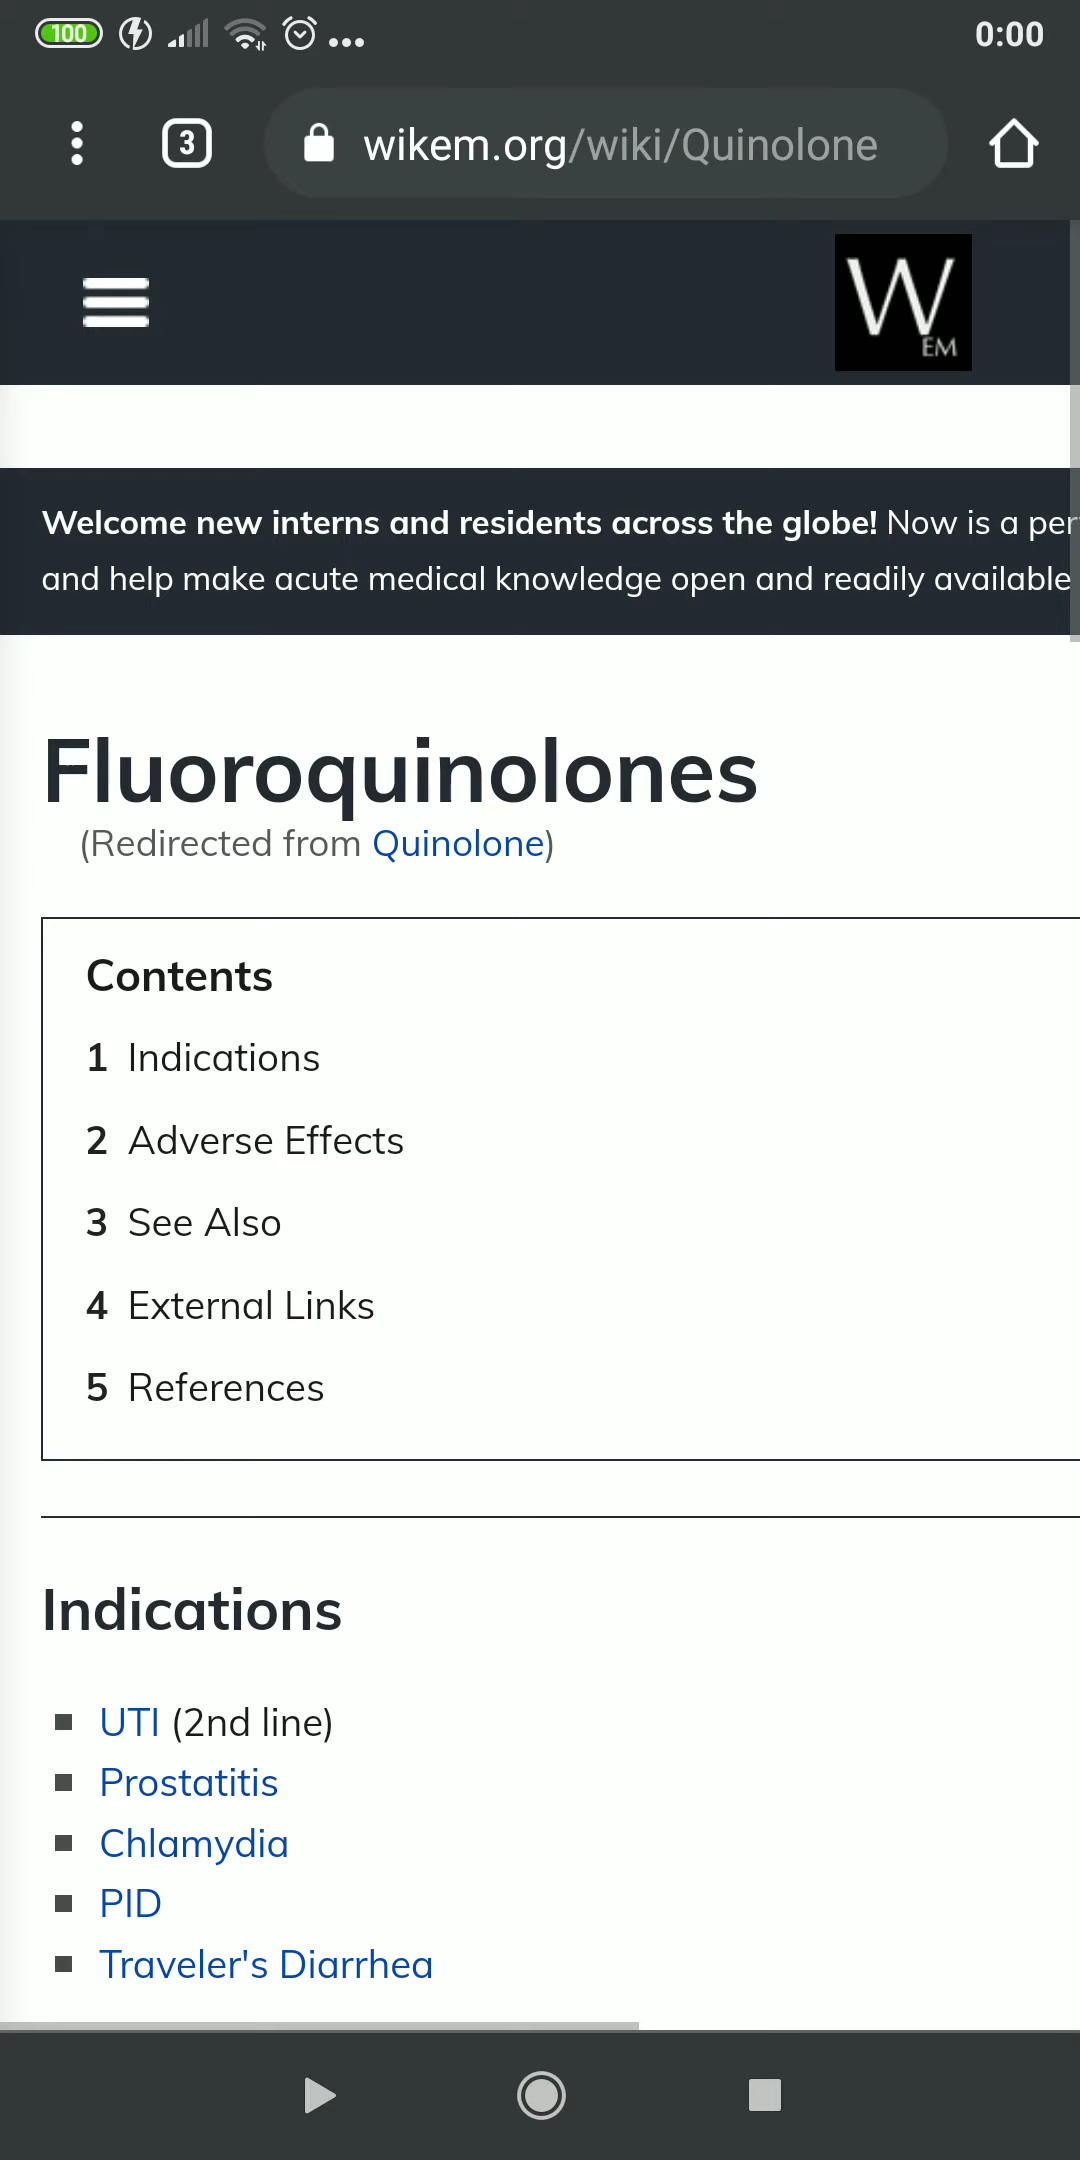 100
0:00
3
wikem.org/wiki/Quinolone
W
EM
Welcome new interns and residents across the globe! Now is a per
and help make acute medical knowledge open and readily available
Fluoroquinolones
(Redirected from Quinolone)
Contents
1 Indications
2 Adverse Effects
3 See Also
4 External Links
5 References
Indications
UTI (2nd line)
Prostatitis
Chlamydia
PID
Traveler's Diarrhea